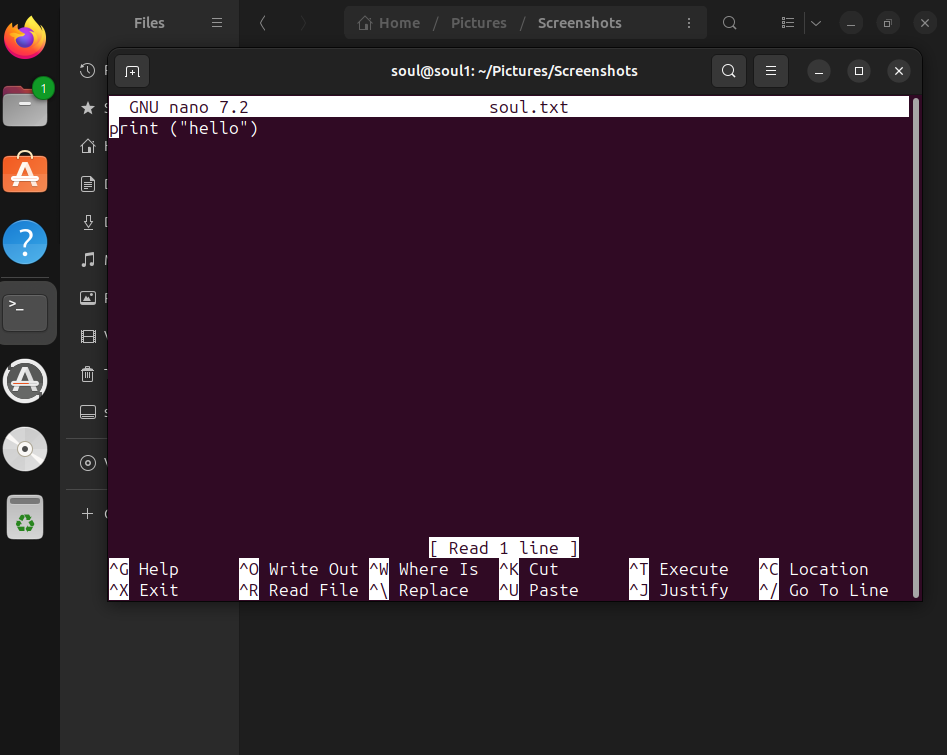 Files
Home / Pictures / Screenshots
1
soul@soul1: ~/Pictures/Screenshots
GNU nano 7.2 soul.txt
print ("hello")
[ Read 1 line ]
^G Help ^O Write Out ^W Where Is ^K Cut ^T Execute ^C Location
^X Exit ^R Read File ^\ Replace ^U Paste ^J Justify ^/ Go To Line